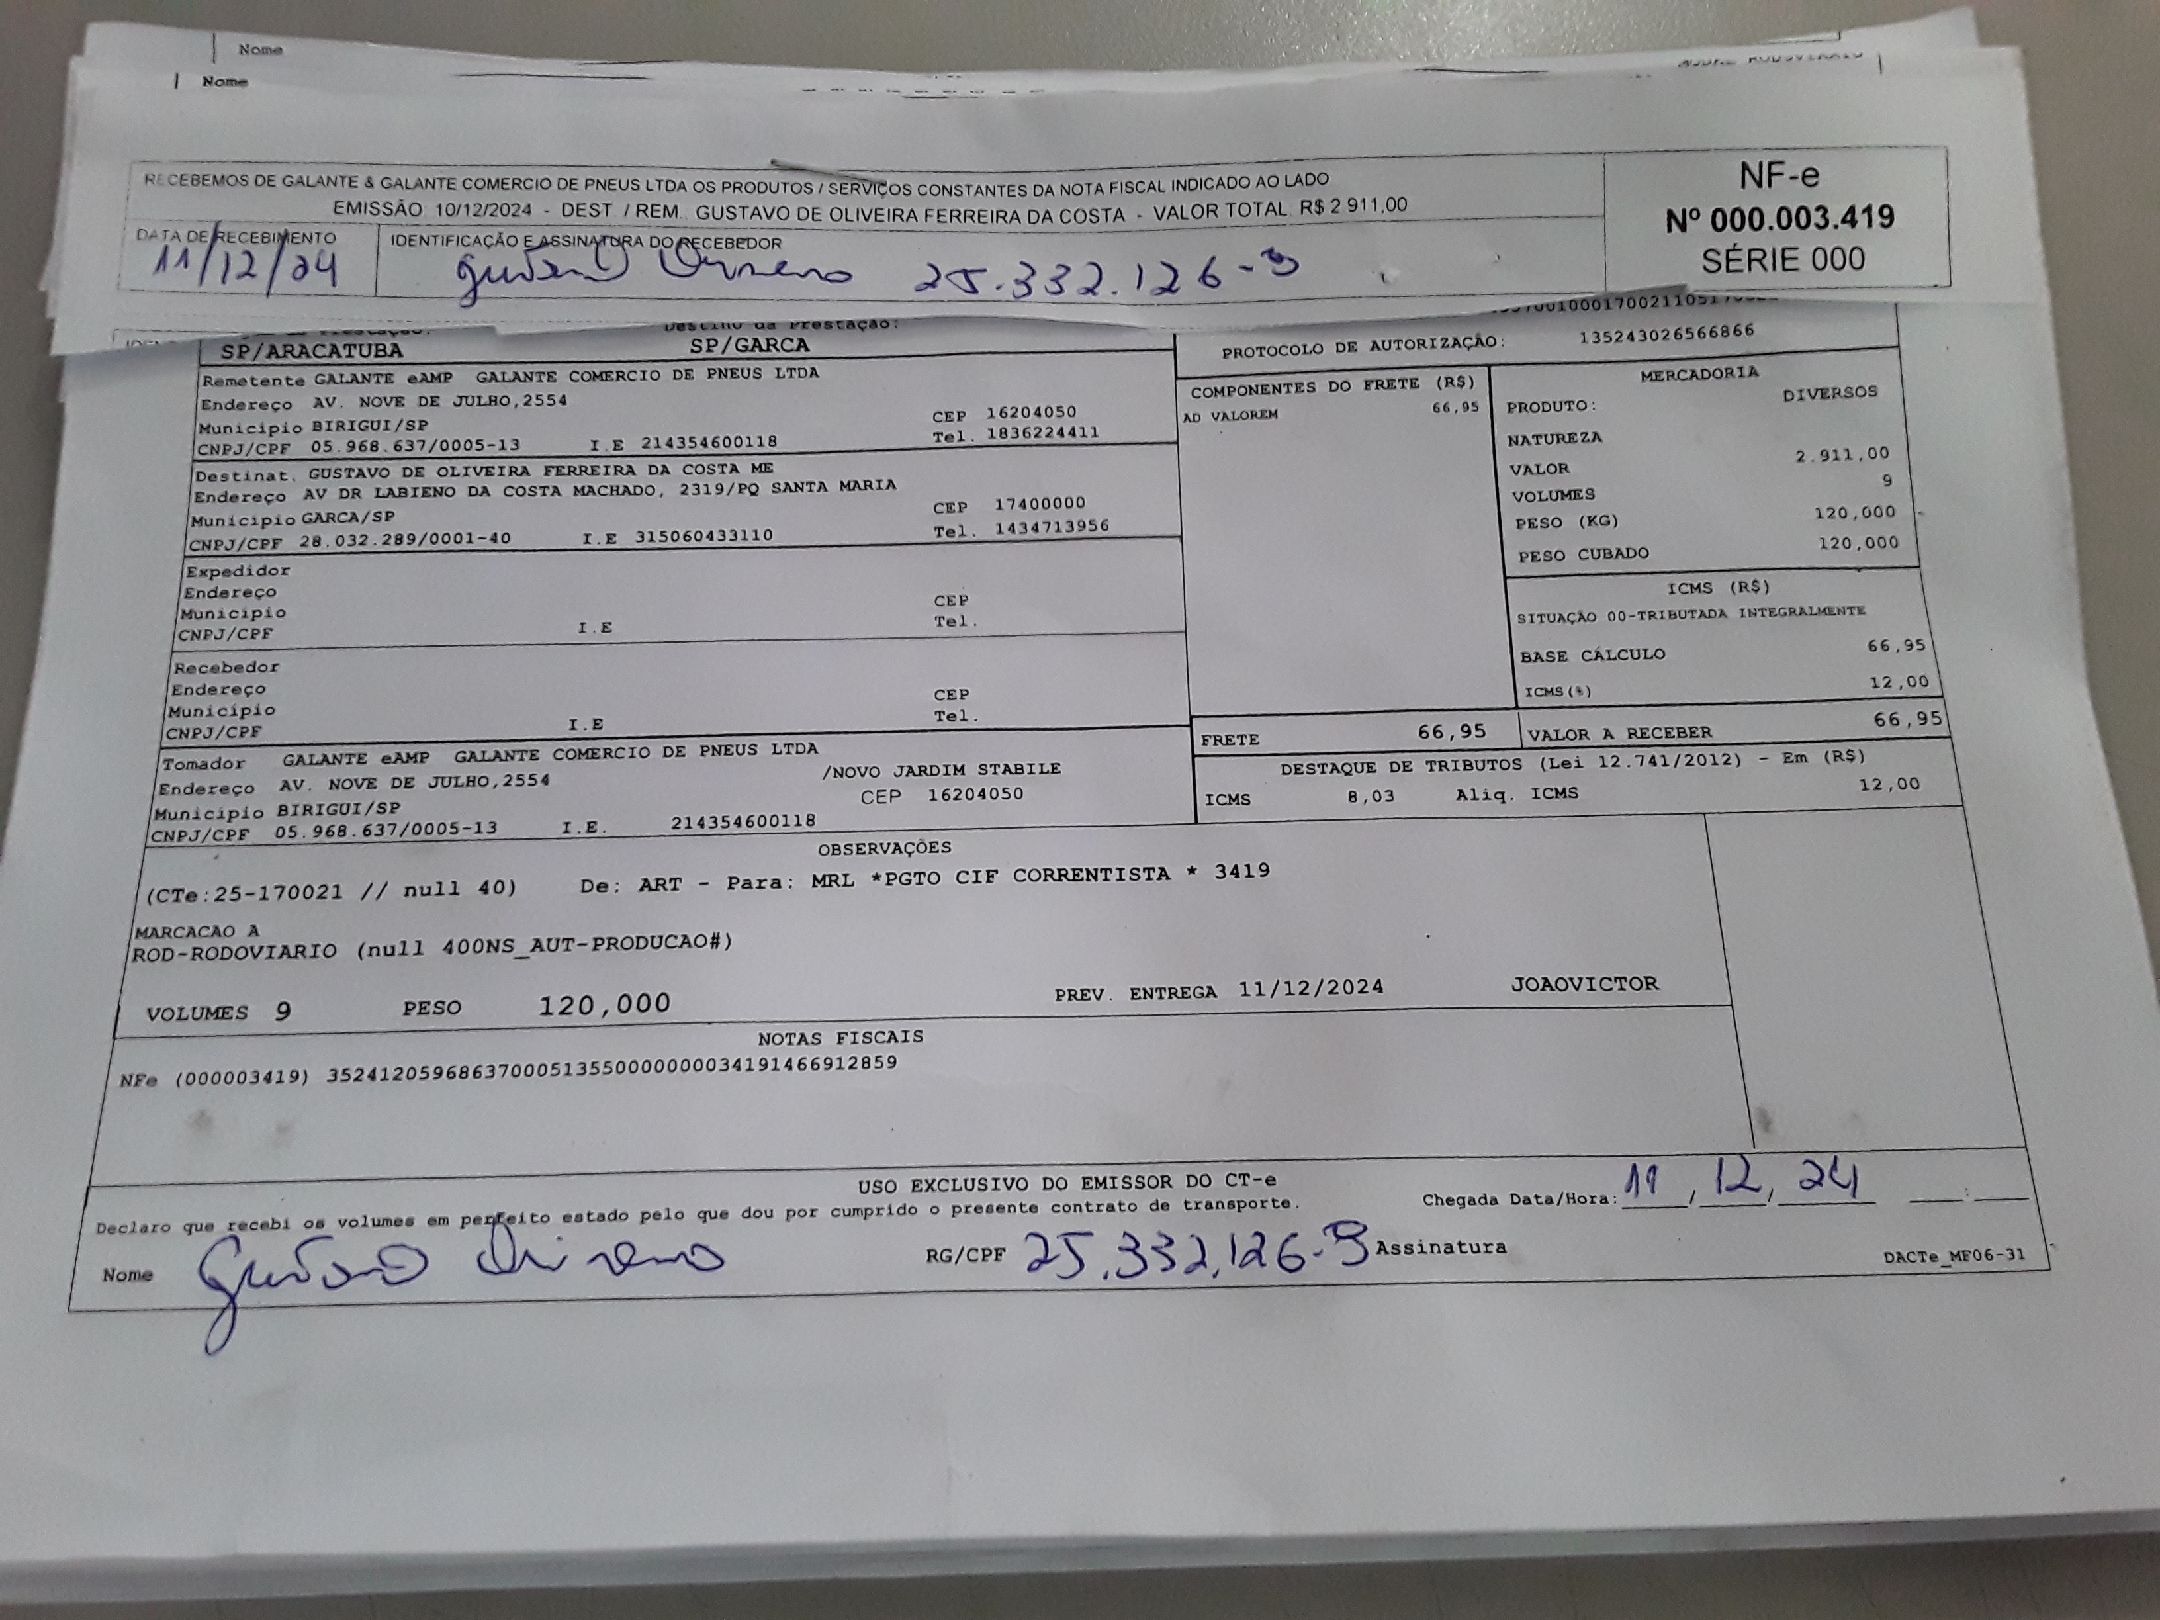 Nome
Nome
RECEBEMOS DE GALANTE & GALANTE COMERCIO DE PNEUS LTDA OS PRODUTOS / SERVIÇOS CONSTANTES DA NOTA FISCAL INDICADO AO LADO
EMISSÃO 10/12/2024 - DEST. / REM. GUSTAVO DE OLIVEIRA FERREIRA DA COSTA - VALOR TOTAL R$ 2 911,00
NF-e
Nº 000.003.419
SÉRIE 000
DATA DE RECEBIMENTO
11/12/24
IDENTIFICAÇÃO E ASSINATURA DO RECEBEDOR
25.332.126-9
Destino da Prestação:
SP/ARACATUBA SP/GARCA
PROTOCOLO DE AUTORIZAÇÃO: 135243026566866
Remetente GALANTE eAMP GALANTE COMERCIO DE PNEUS LTDA
Endereço AV. NOVE DE JULHO,2554
Município BIRIGUI/SP CEP 16204050
CNPJ/CPF 05.968.637/0005-13 I.E 214354600118 Tel. 1836224411
Destinat. GUSTAVO DE OLIVEIRA FERREIRA DA COSTA ME
Endereço AV DR LABIENO DA COSTA MACHADO, 2319/PQ SANTA MARIA
Município GARCA/SP CEP 17400000
CNPJ/CPF 28.032.289/0001-40 I.E 315060433110 Tel. 1434713956
Expedidor
Endereço
Município CEP
CNPJ/CPF I.E Tel.
Recebedor
Endereço
Município CEP
CNPJ/CPF I.E Tel.
Tomador GALANTE eAMP GALANTE COMERCIO DE PNEUS LTDA
Endereço AV. NOVE DE JULHO,2554 /NOVO JARDIM STABILE
Município BIRIGUI/SP CEP 16204050
CNPJ/CPF 05.968.637/0005-13 I.E. 214354600118
COMPONENTES DO FRETE (R$)
AD VALOREM 66,95
MERCADORIA
PRODUTO: DIVERSOS
NATUREZA
VALOR 2.911,00
VOLUMES 9
PESO (KG) 120,000
PESO CUBADO 120,000
ICMS (R$)
SITUAÇÃO 00-TRIBUTADA INTEGRALMENTE
BASE CÁLCULO 66,95
ICMS(%) 12,00
FRETE 66,95 VALOR A RECEBER 66,95
DESTAQUE DE TRIBUTOS (Lei 12.741/2012) - Em (R$)
ICMS 8,03 Aliq. ICMS 12,00
OBSERVAÇÕES
(CTe:25-170021 // null 40) De: ART - Para: MRL *PGTO CIF CORRENTISTA * 3419
MARCACAO A
ROD-RODOVIARIO (null 400NS_AUT-PRODUCAO#)
VOLUMES 9 PESO 120,000 PREV. ENTREGA 11/12/2024 JOAOVICTOR
NOTAS FISCAIS
NFe (000003419) 35241205968637000513550000000034191466912859
USO EXCLUSIVO DO EMISSOR DO CT-e
Declaro que recebi os volumes em perfeito estado pelo que dou por cumprido o presente contrato de transporte.
Chegada Data/Hora: 11/12/24 __:__
Nome RG/CPF 25.332.126-9 Assinatura
DACTe_MF06-31